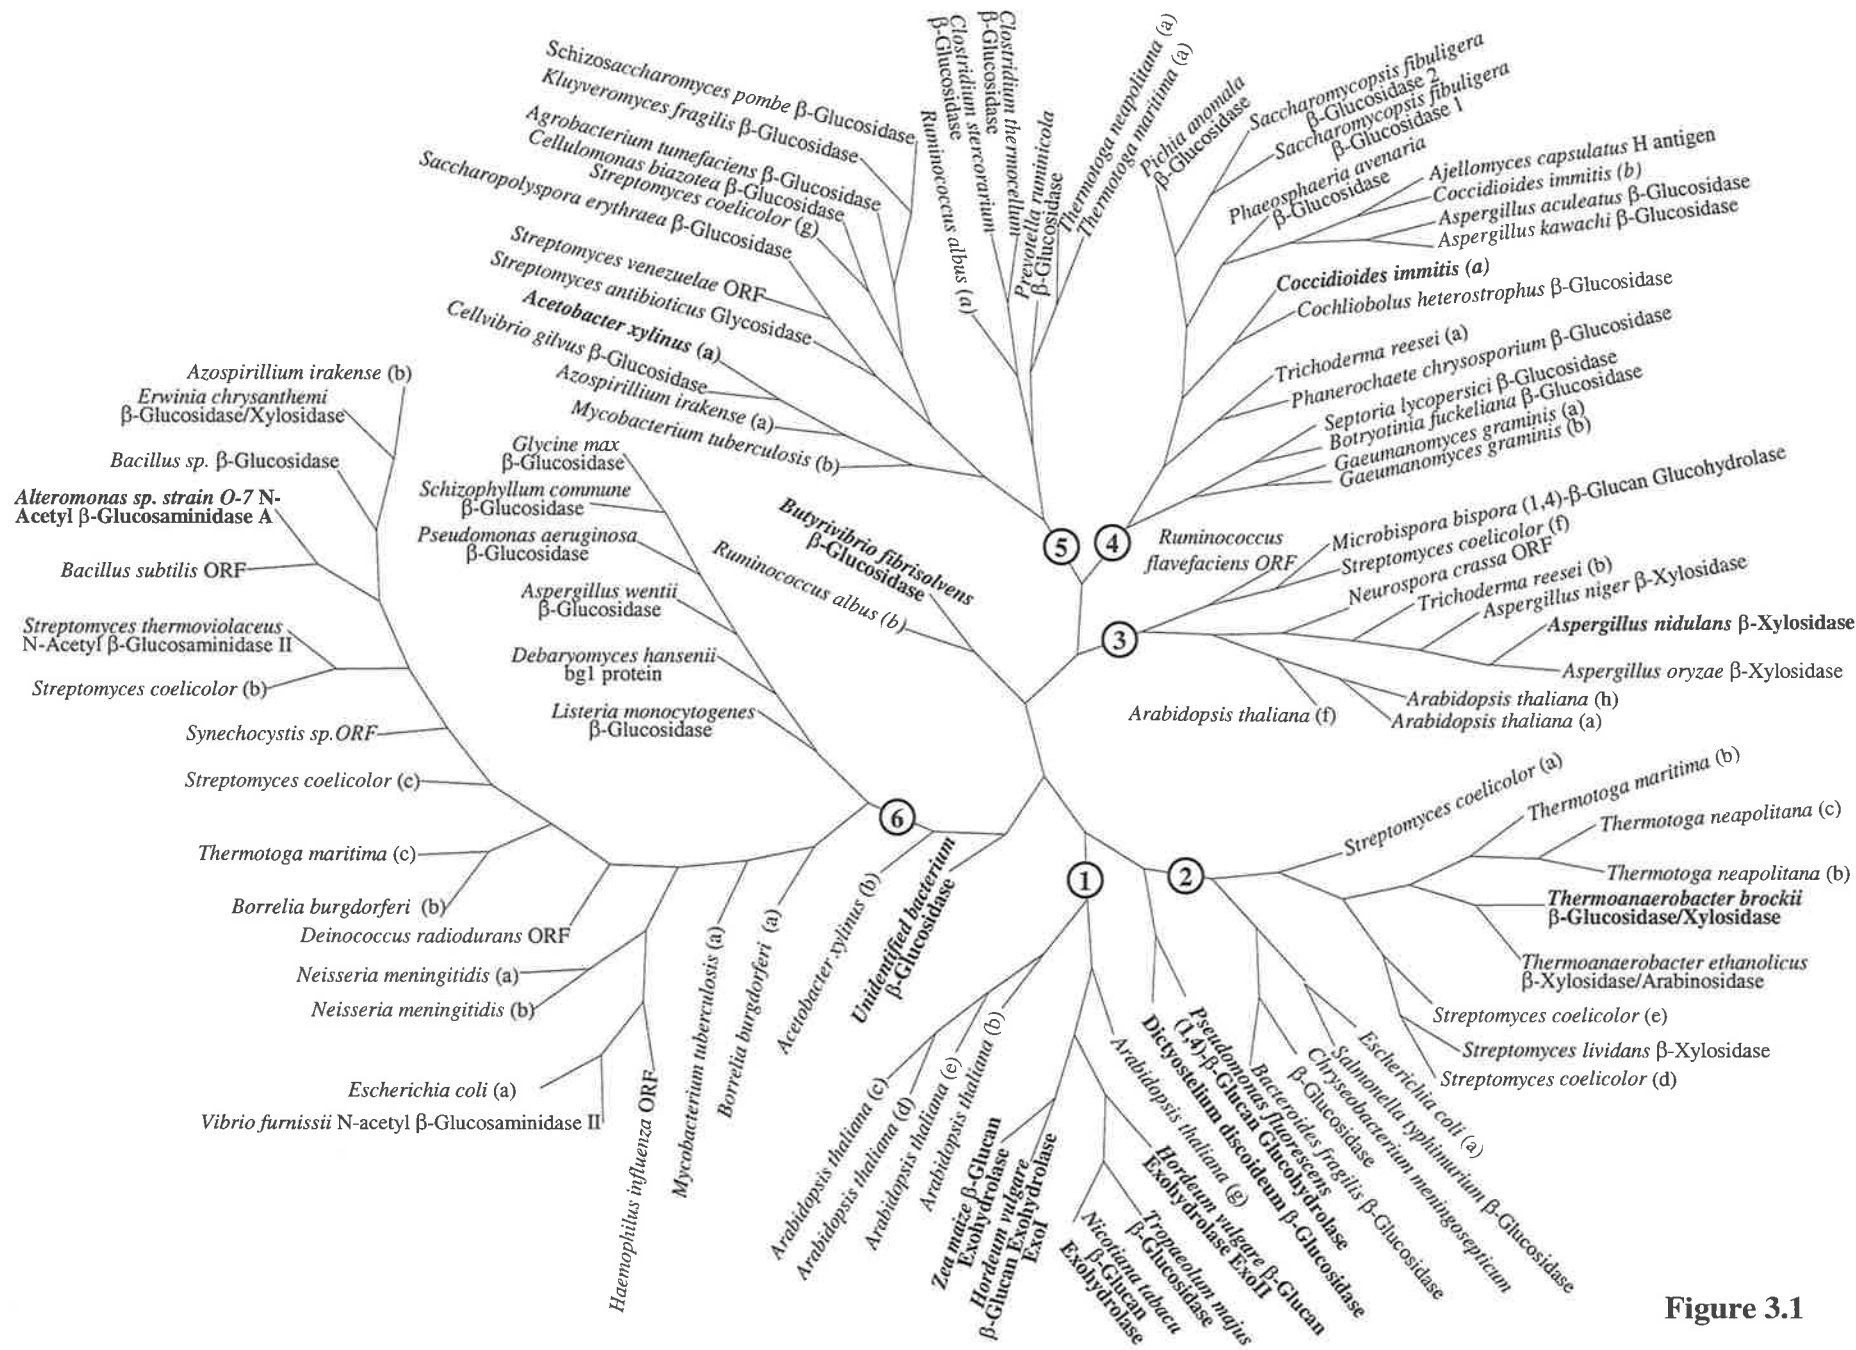 Schizosaccharomyces pombe β-Glucosidase
Kluyveromyces fragilis β-Glucosidase
Agrobacterium tumefaciens β-Glucosidase
Cellulomonas biazotea β-Glucosidase
Streptomyces coelicolor (g)
Saccharopolyspora erythraea β-Glucosidase
Streptomyces venezuelae ORF
Streptomyces antibioticus Glycosidase
Acetobacter xylinus (a)
Cellvibrio gilvus β-Glucosidase
Azospirillium irakense (a)
Mycobacterium tuberculosis (b)
Ruminococcus albus (a)
Clostridium stercorarium
β-Glucosidase
Clostridium thermocellum
β-Glucosidase
Prevotella ruminicola
β-Glucosidase
Thermotoga neapolitana (a)
Thermotoga maritima (a)
Pichia anomala
β-Glucosidase
Saccharomycopsis fibuligera
β-Glucosidase 2
Saccharomycopsis fibuligera
β-Glucosidase 1
Phaeosphaeria avenaria
β-Glucosidase
Ajellomyces capsulatus H antigen
Coccidioides immitis (b)
Aspergillus aculeatus β-Glucosidase
Aspergillus kawachi β-Glucosidase
Coccidioides immitis (a)
Cochliobolus heterostrophus β-Glucosidase
Trichoderma reesei (a)
Phanerochaete chrysosporium β-Glucosidase
Septoria lycopersici β-Glucosidase
Botryotinia fuckeliana β-Glucosidase
Gaeumanomyces graminis (a)
Gaeumanomyces graminis (b)
5
4
Ruminococcus
flavefaciens ORF
Microbispora bispora (1,4)-β-Glucan Glucohydrolase
Streptomyces coelicolor (f)
Neurospora crassa ORF
Trichoderma reesei (b)
Aspergillus niger β-Xylosidase
Aspergillus nidulans β-Xylosidase
Aspergillus oryzae β-Xylosidase
3
Arabidopsis thaliana (h)
Arabidopsis thaliana (a)
Arabidopsis thaliana (f)
Butyrivibrio fibrisolvens
β-Glucosidase
Ruminococcus albus (b)
Azospirillium irakense (b)
Erwinia chrysanthemi
β-Glucosidase/Xylosidase
Bacillus sp. β-Glucosidase
Alteromonas sp. strain O-7 N-
Acetyl β-Glucosaminidase A
Bacillus subtilis ORF
Streptomyces thermoviolaceus
N-Acetyl β-Glucosaminidase II
Streptomyces coelicolor (b)
Synechocystis sp.ORF
Streptomyces coelicolor (c)
Thermotoga maritima (c)
Borrelia burgdorferi (b)
Deinococcus radiodurans ORF
Neisseria meningitidis (a)
Neisseria meningitidis (b)
Escherichia coli (a)
Vibrio furnissii N-acetyl β-Glucosaminidase II
Haemophilus influenza ORF
Mycobacterium tuberculosis (a)
Borrelia burgdorferi (a)
Glycine max
β-Glucosidase
Schizophyllum commune
β-Glucosidase
Pseudomonas aeruginosa
β-Glucosidase
Aspergillus wentii
β-Glucosidase
Debaryomyces hansenii
bg1 protein
Listeria monocytogenes
β-Glucosidase
6
Acetobacter xylinus (b)
Unidentified bacterium
β-Glucosidase
1
2
Streptomyces coelicolor (a)
Thermotoga maritima (b)
Thermotoga neapolitana (c)
Thermotoga neapolitana (b)
Thermoanaerobacter brockii
β-Glucosidase/Xylosidase
Thermoanaerobacter ethanolicus
β-Xylosidase/Arabinosidase
Streptomyces coelicolor (e)
Streptomyces lividans β-Xylosidase
Streptomyces coelicolor (d)
Escherichia coli (a)
Salmonella typhimurium β-Glucosidase
Chryseobacterium meningosepticum
β-Glucosidase
Bacteroides fragilis β-Glucosidase
Pseudomonas fluorescens
(1,4)-β-Glucan Glucohydrolase
Dictyostelium discoideum β-Glucosidase
Arabidopsis thaliana (g)
Hordeum vulgare β-Glucan
Exohydrolase ExoII
Tropaeolum majus
β-Glucosidase
Nicotiana tabacu
β-Glucan
Exohydrolase
Hordeum vulgare
β-Glucan Exohydrolase
ExoI
Zea maize β-Glucan
Exohydrolase
Arabidopsis thaliana (b)
Arabidopsis thaliana (e)
Arabidopsis thaliana (d)
Arabidopsis thaliana (c)
Figure 3.1